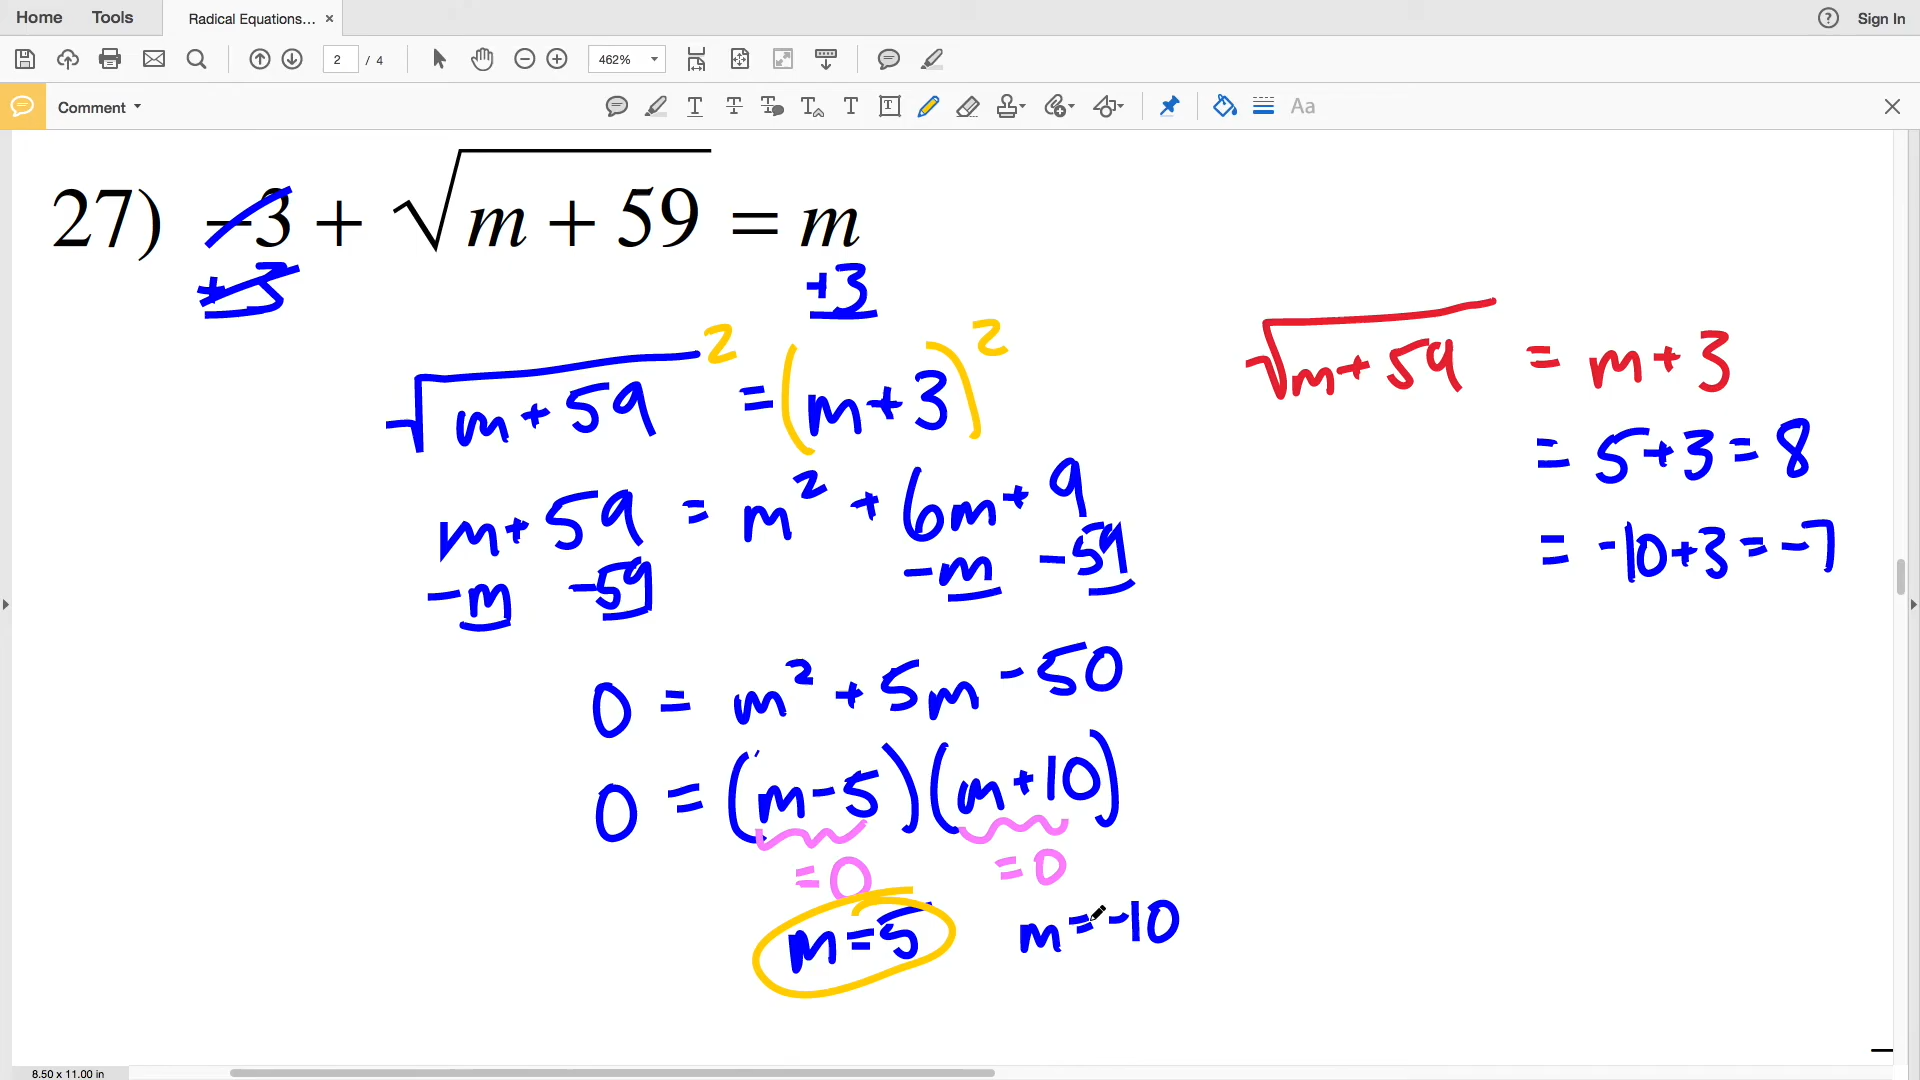 Home Tools Radical Equations... × ? Sign In
2 / 4 462%
Comment T T T T T T Aa
27) −3 + √m + 59 = m
+3 +3
√m+59² = (m+3)²
m+59 = m² + 6m+9
-m -59 -m -59
0 = m² + 5m - 50
0 = (m-5)(m+10)
=0 =0
m=5 m=-10
√m+59 = m+3
= 5+3=8
= -10+3=-7
8.50 x 11.00 in